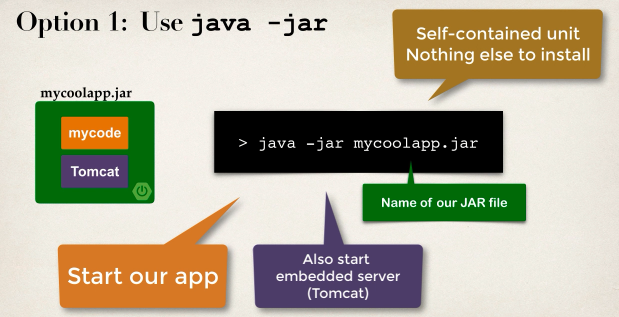 Option 1: Use java -jar
Self-contained unit
Nothing else to install
mycoolapp.jar
mycode
Tomcat
> java -jar mycoolapp.jar
Name of our JAR file
Start our app
Also start
embedded server
(Tomcat)